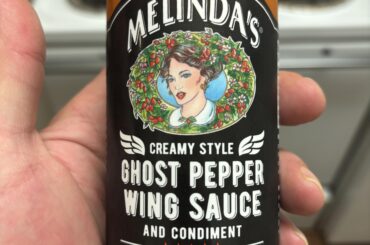 MELINDA'S
CREAMY STYLE
GHOST PEPPER
WING SAUCE
AND CONDIMENT